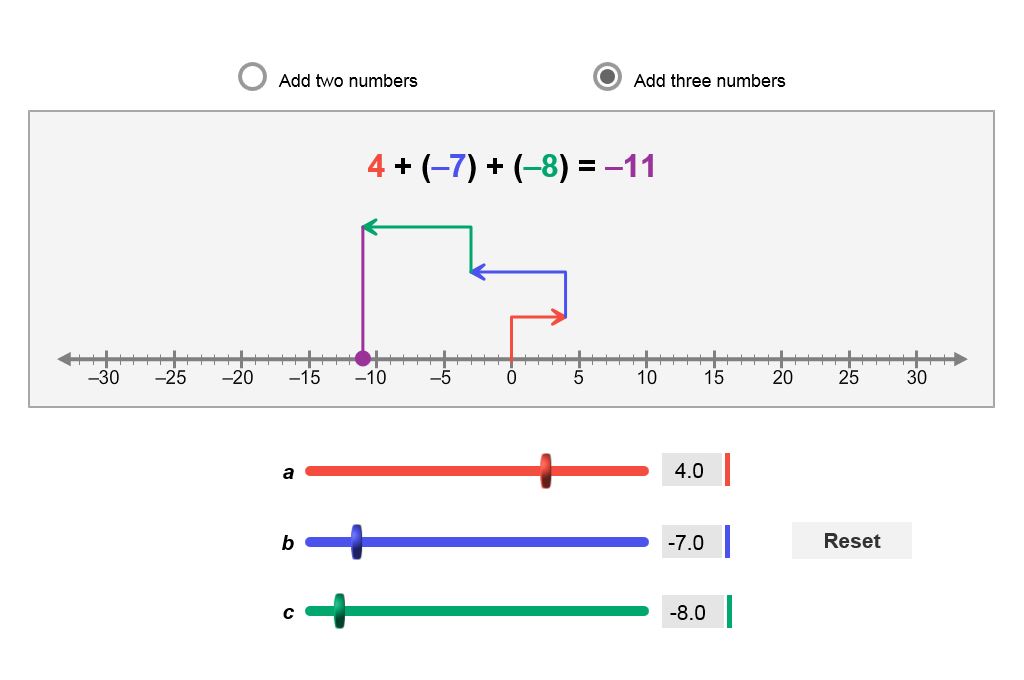 Add two numbers
Add three numbers
4 + (–7) + (–8) = –11
–30 –25 –20 –15 –10 –5 0 5 10 15 20 25 30
a 4.0
b -7.0 Reset
c -8.0